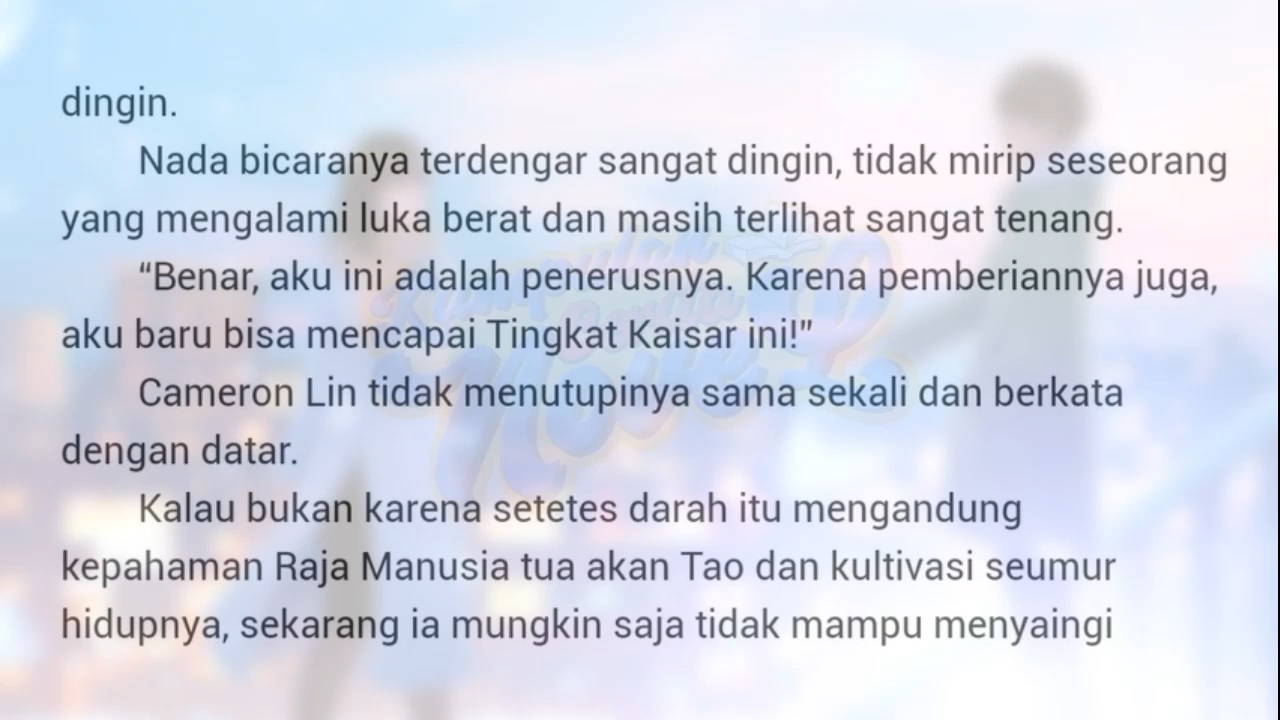 dingin.
Nada bicaranya terdengar sangat dingin, tidak mirip seseorang
yang mengalami luka berat dan masih terlihat sangat tenang.
“Benar, aku ini adalah penerusnya. Karena pemberiannya juga,
aku baru bisa mencapai Tingkat Kaisar ini!”
Cameron Lin tidak menutupinya sama sekali dan berkata
dengan datar.
Kalau bukan karena setetes darah itu mengandung
kepahaman Raja Manusia tua akan Tao dan kultivasi seumur
hidupnya, sekarang ia mungkin saja tidak mampu menyaingi